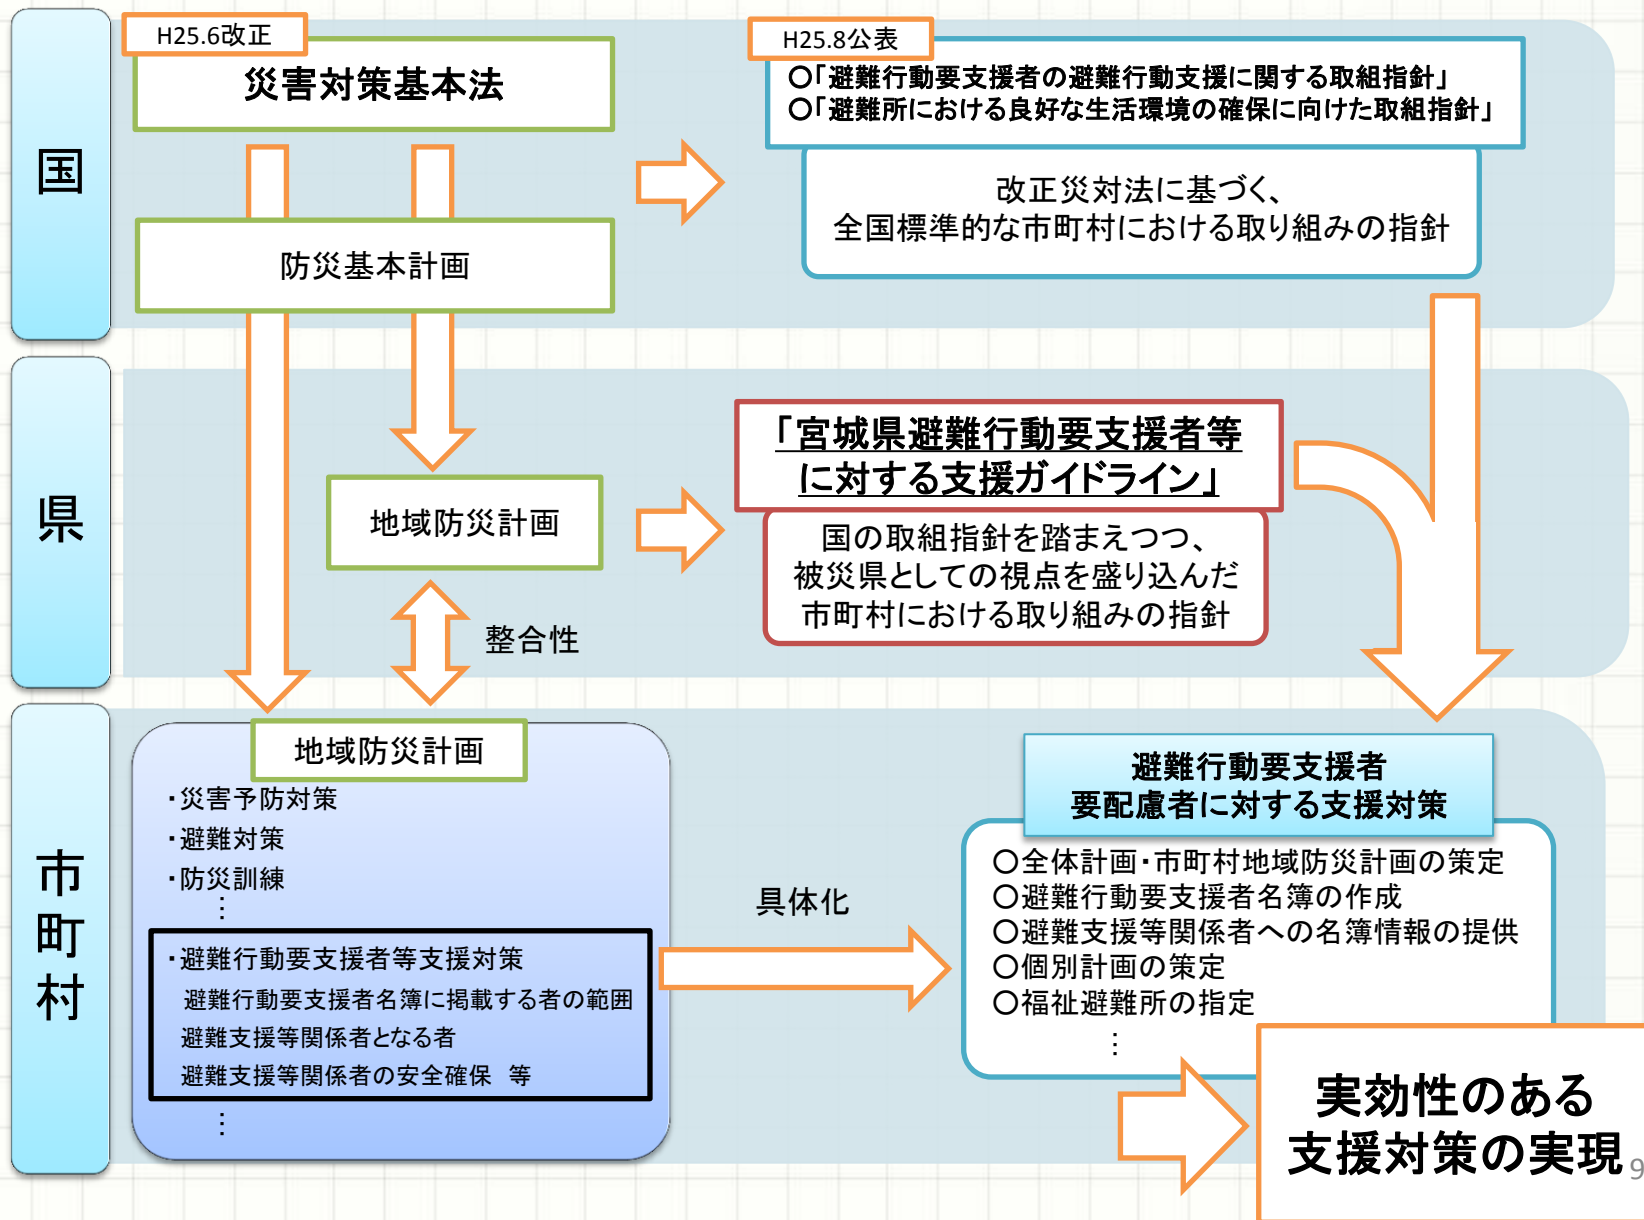 国
H25.6改正
災害対策基本法
防災基本計画
H25.8公表
○「避難行動要支援者の避難行動支援に関する取組指針」
○「避難所における良好な生活環境の確保に向けた取組指針」
改正災対法に基づく、
全国標準的な市町村における取り組みの指針
県
地域防災計画
整合性
「宮城県避難行動要支援者等
に対する支援ガイドライン」
国の取組指針を踏まえつつ、
被災県としての視点を盛り込んだ
市町村における取り組みの指針
市町村
地域防災計画
・災害予防対策
・避難対策
・防災訓練
︙
・避難行動要支援者等支援対策
避難行動要支援者名簿に掲載する者の範囲
避難支援等関係者となる者
避難支援等関係者の安全確保 等
︙
具体化
避難行動要支援者
要配慮者に対する支援対策
○全体計画・市町村地域防災計画の策定
○避難行動要支援者名簿の作成
○避難支援等関係者への名簿情報の提供
○個別計画の策定
○福祉避難所の指定
︙
実効性のある
支援対策の実現
9